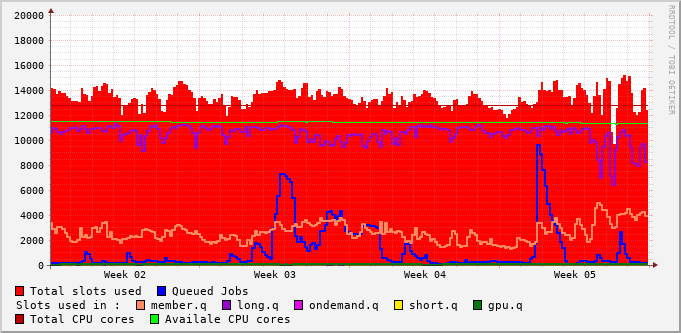 20000
18000
16000
14000
12000
10000
8000
6000
4000
2000
0
Week 02 Week 03 Week 04 Week 05
Total slots used Queued Jobs
Slots used in : member.q long.q ondemand.q short.q gpu.q
Total CPU cores Availale CPU cores
RRDTOOL / TOBI OETIKER